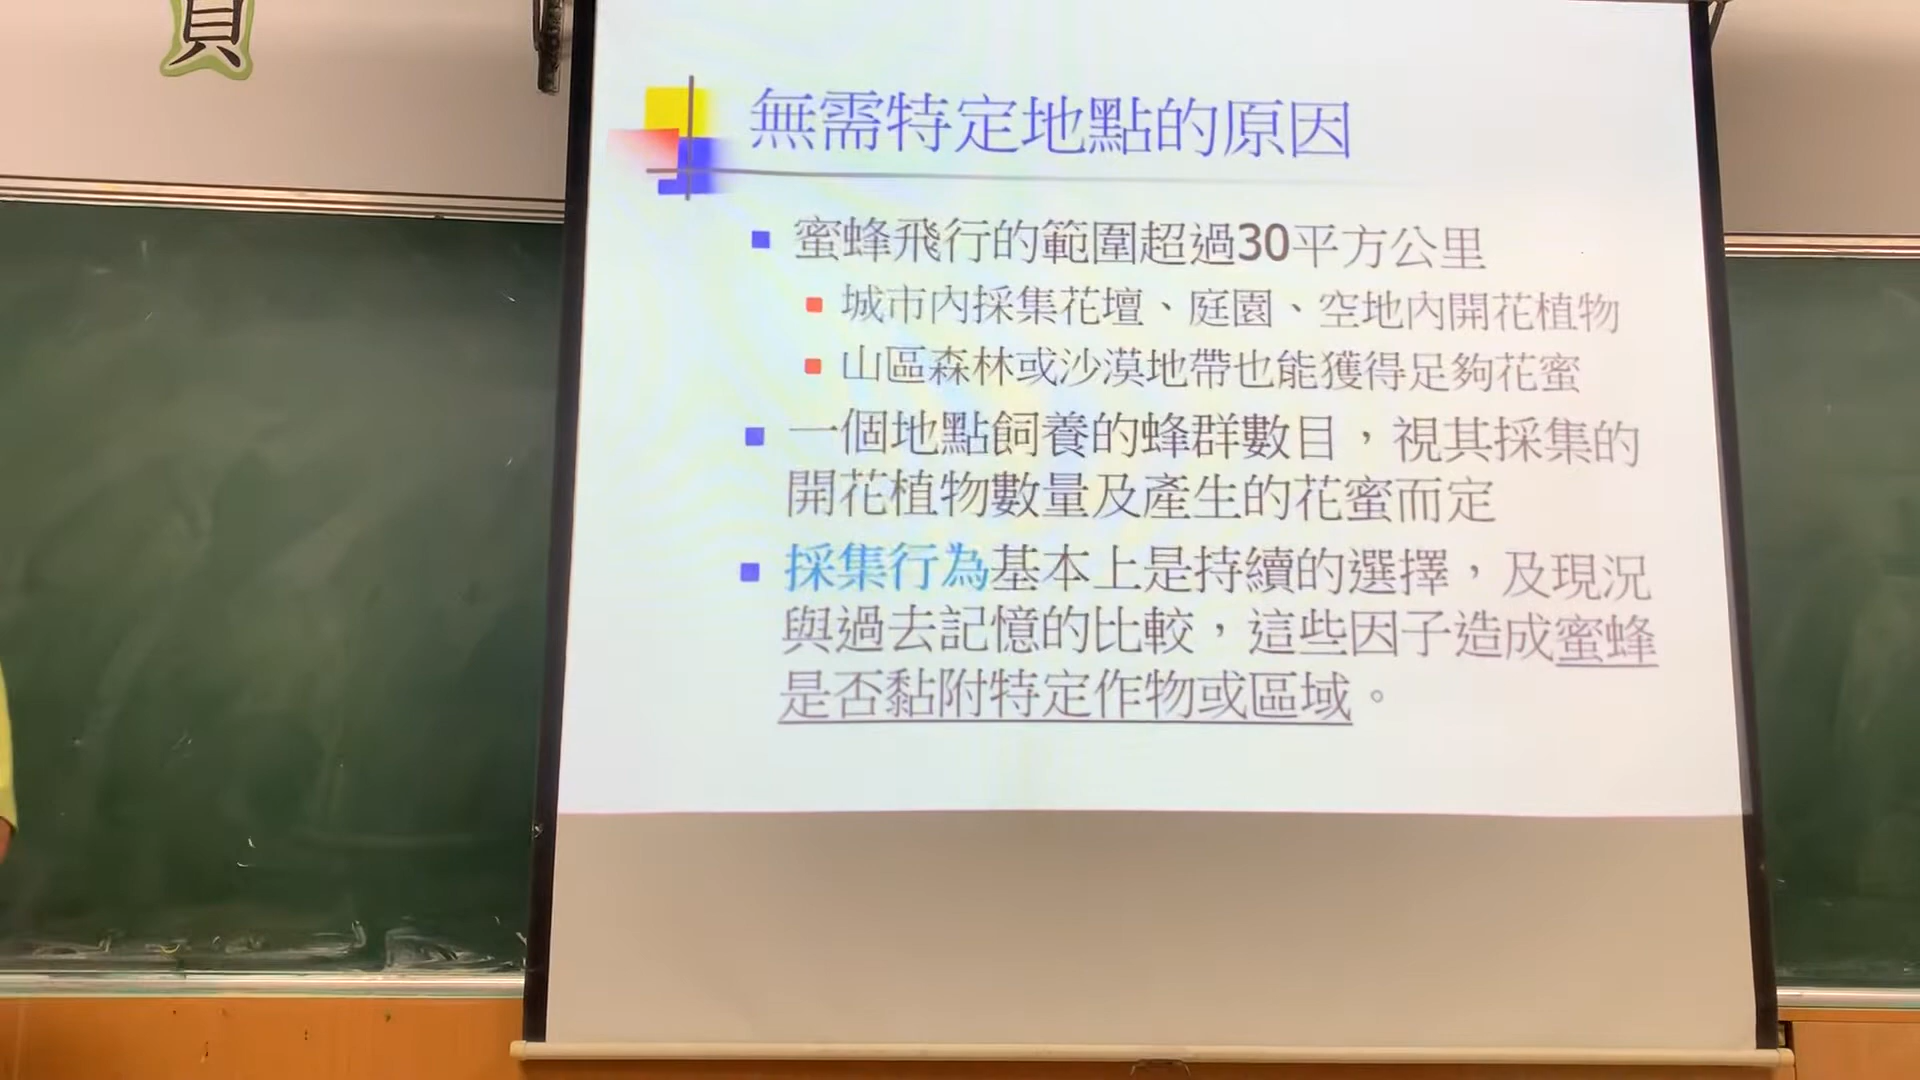 員
無需特定地點的原因
蜜蜂飛行的範圍超過30平方公里
城市內採集花壇、庭園、空地內開花植物
山區森林或沙漠地帶也能獲得足夠花蜜
一個地點飼養的蜂群數目，視其採集的
開花植物數量及產生的花蜜而定
採集行為基本上是持續的選擇，及現況
與過去記憶的比較，這些因子造成蜜蜂
是否黏附特定作物或區域。